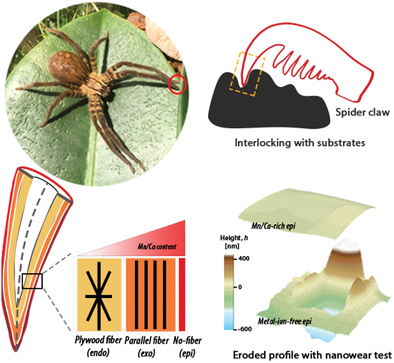 Spider claw
Interlocking with substrates
Mn/Ca content
Plywood fiber
(endo)
Parallel fiber
(exo)
No-fiber
(epi)
Mn/Ca-rich epi
Height, h
[nm]
400
0
-600
Metal-ion-free epi
Eroded profile with nanowear test